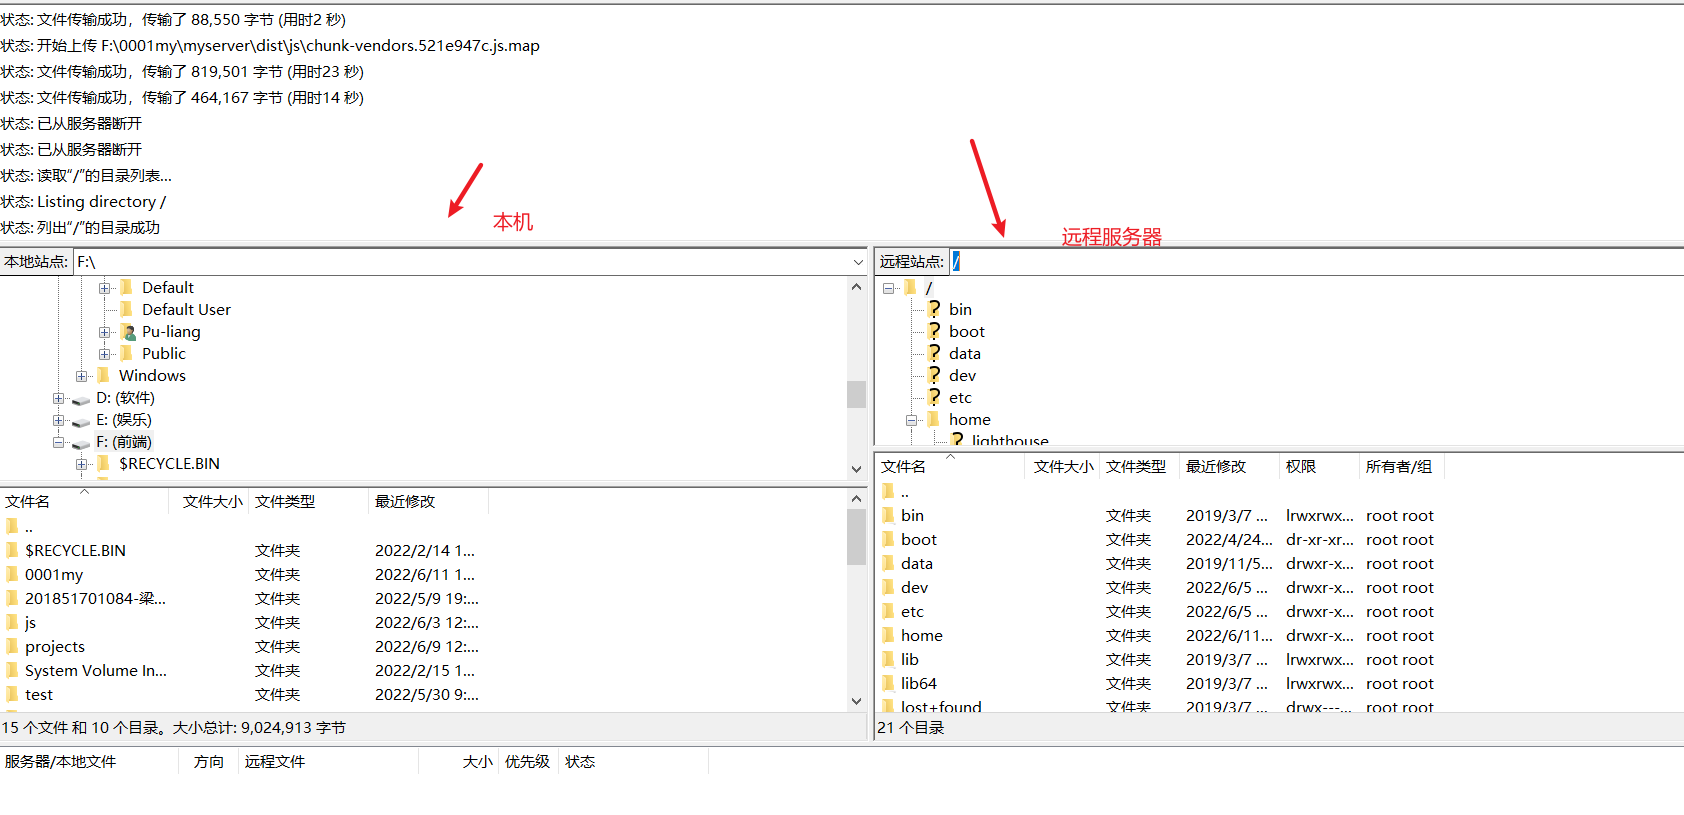 状态: 文件传输成功，传输了 88,550 字节 (用时2 秒)
状态: 开始上传 F:\0001my\myserver\dist\js\chunk-vendors.521e947c.js.map
状态: 文件传输成功，传输了 819,501 字节 (用时23 秒)
状态: 文件传输成功，传输了 464,167 字节 (用时14 秒)
状态: 已从服务器断开
状态: 已从服务器断开
状态: 读取“/”的目录列表...
状态: Listing directory /
状态: 列出“/”的目录成功
本机
远程服务器
本地站点: F:\
Default
Default User
Pu-liang
Public
Windows
D: (软件)
E: (娱乐)
F: (前端)
$RECYCLE.BIN
文件名 文件大小 文件类型 最近修改
..
$RECYCLE.BIN 文件夹 2022/2/14 1...
0001my 文件夹 2022/6/11 1...
201851701084-梁... 文件夹 2022/5/9 19:...
js 文件夹 2022/6/3 12:...
projects 文件夹 2022/6/9 12:...
System Volume In... 文件夹 2022/2/15 1...
test 文件夹 2022/5/30 9:...
15 个文件 和 10 个目录。大小总计: 9,024,913 字节
远程站点: /
/
bin
boot
data
dev
etc
home
lighthouse
文件名 文件大小 文件类型 最近修改 权限 所有者/组
..
bin 文件夹 2019/3/7 ... lrwxrwx... root root
boot 文件夹 2022/4/24... dr-xr-xr... root root
data 文件夹 2019/11/5... drwxr-x... root root
dev 文件夹 2022/6/5 ... drwxr-x... root root
etc 文件夹 2022/6/5 ... drwxr-x... root root
home 文件夹 2022/6/11... drwxr-x... root root
lib 文件夹 2019/3/7 ... lrwxrwx... root root
lib64 文件夹 2019/3/7 ... lrwxrwx... root root
lost+found 文件夹 2019/3/7 ... drwx---... root root
21 个目录
服务器/本地文件 方向 远程文件 大小 优先级 状态